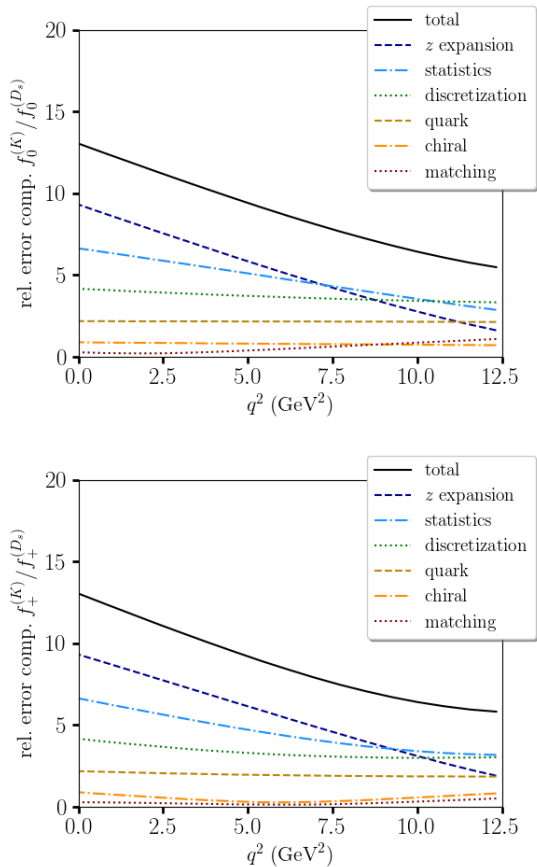 20
15
10
5
0
rel. error comp. f_0^{(K)}/f_0^{(D_s)}
total
z expansion
statistics
discretization
quark
chiral
matching
0.0 2.5 5.0 7.5 10.0 12.5
q^2 (GeV^2)
20
15
10
5
0
rel. error comp. f_+^{(K)}/f_+^{(D_s)}
total
z expansion
statistics
discretization
quark
chiral
matching
0.0 2.5 5.0 7.5 10.0 12.5
q^2 (GeV^2)